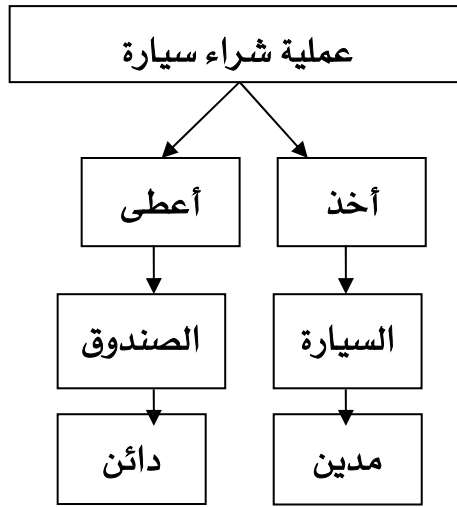 عملية شراء سيارة
أخذ
أعطى
السيارة
الصندوق
مدين
دائن